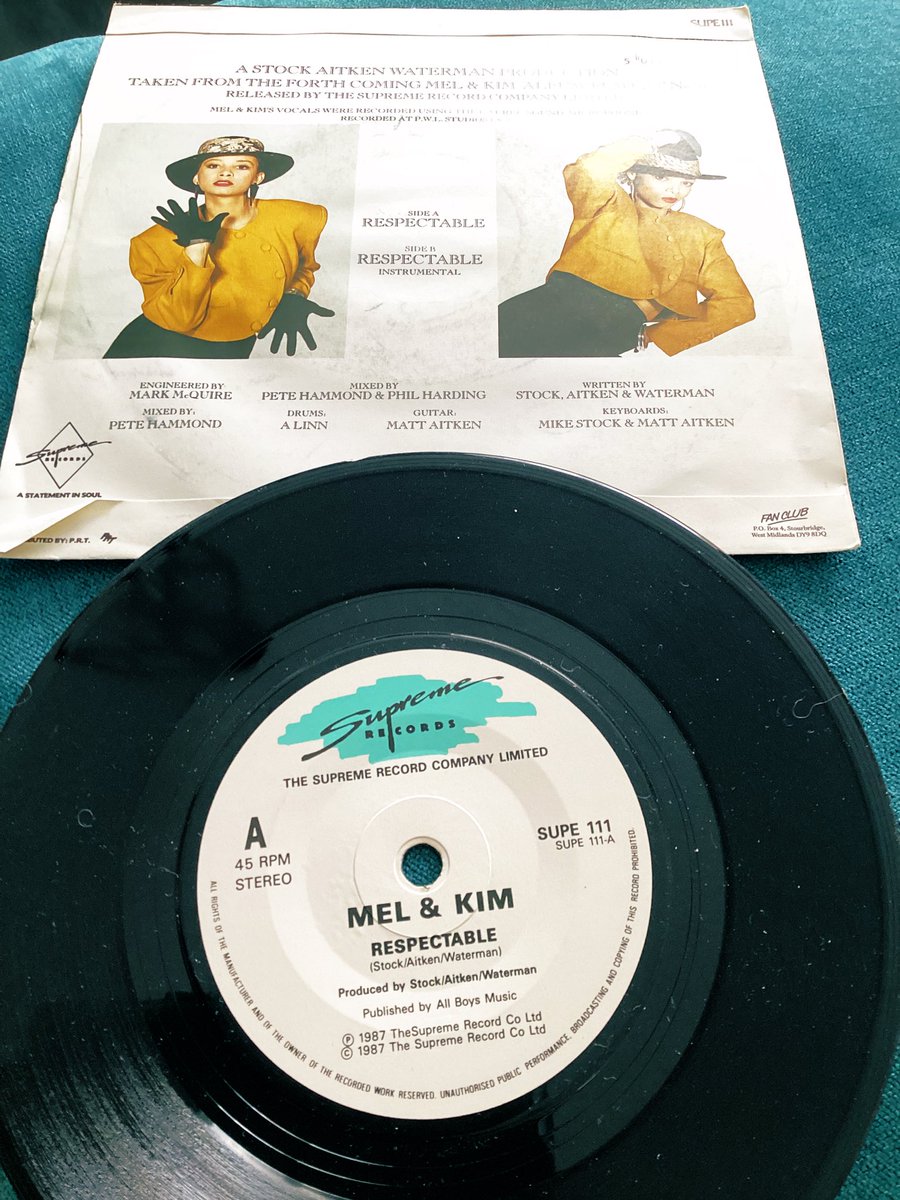 SUPE111
A STOCK AITKEN WATERMAN PRODUCTION
TAKEN FROM THE FORTH COMING MEL & KIM
RELEASED BY THE SUPREME RECORD COMPANY
MEL & KIM'S VOCALS WERE RECORDED USING
RECORDED AT P.W.L. STUDIOS
SIDE A
RESPECTABLE
SIDE B
RESPECTABLE
INSTRUMENTAL
ENGINEERED BY
MARK McQUIRE
MIXED BY
PETE HAMMOND & PHIL HARDING
WRITTEN BY
STOCK, AITKEN & WATERMAN
MIXED BY:
PETE HAMMOND
DRUMS:
A LINN
GUITAR:
MATT AITKEN
KEYBOARDS:
MIKE STOCK & MATT AITKEN
Supreme
RECORDS
A STATEMENT IN SOUL
UTED BY: P.R.T.
FAN CLUB
P.O. Box 4, Stourbridge,
West Midlands DY9 8DQ
Supreme
RECORDS
THE SUPREME RECORD COMPANY LIMITED
A
45 RPM
STEREO
SUPE 111
SUPE 111-A
MEL & KIM
RESPECTABLE
(Stock/Aitken/Waterman)
Produced by Stock/Aitken/Waterman
Published by All Boys Music
Ⓟ 1987 TheSupreme Record Co Ltd
© 1987 The Supreme Record Co Ltd
ALL RIGHTS OF THE MANUFACTURER AND OF THE OWNER OF THE RECORDED WORK RESERVED. UNAUTHORISED PUBLIC PERFORMANCE, BROADCASTING AND COPYING OF THIS RECORD PROHIBITED.